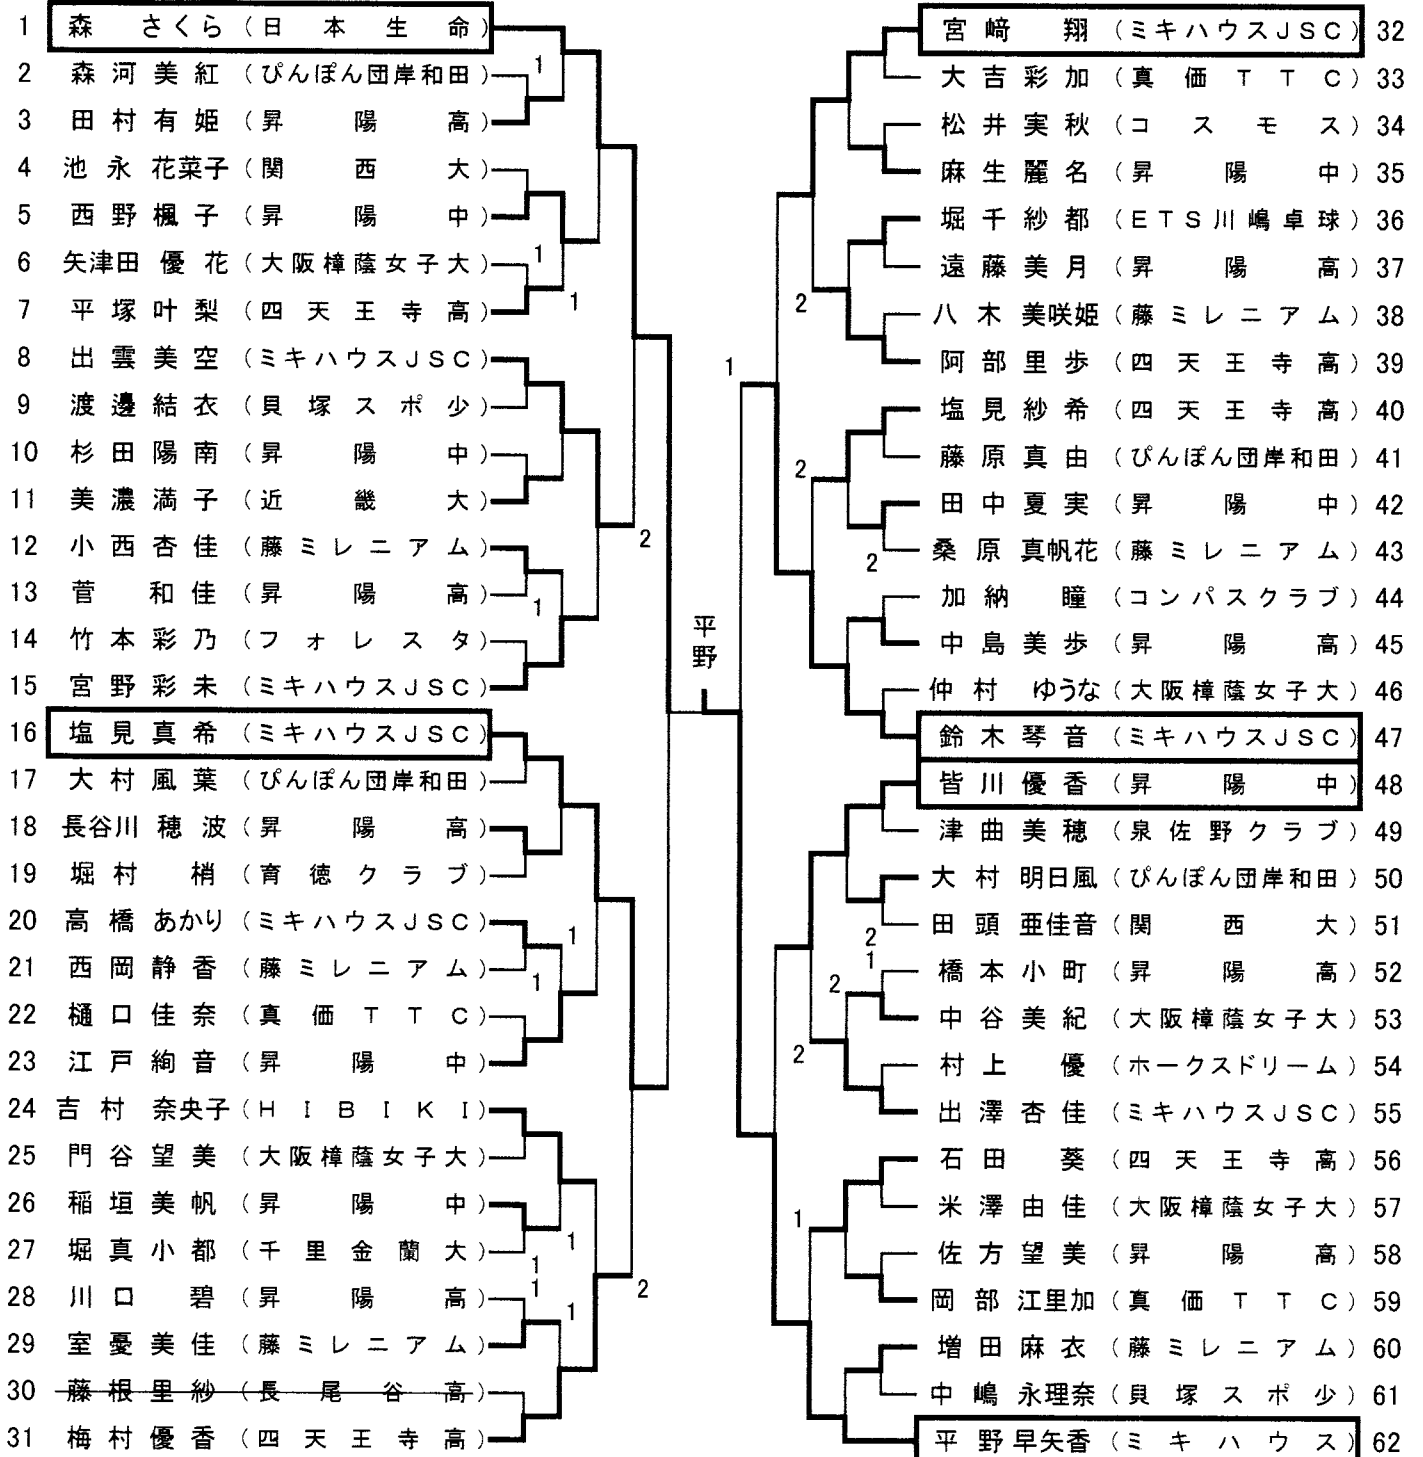 1 森 さくら (日本生命)
2 森河美紅 (ぴんぽん団岸和田)
3 田村有姫 (昇陽高)
4 池永花菜子 (関西大)
5 西野楓子 (昇陽中)
6 矢津田優花 (大阪樟蔭女子大)
7 平塚叶梨 (四天王寺高)
8 出雲美空 (ミキハウスJSC)
9 渡邊結衣 (貝塚スポ少)
10 杉田陽南 (昇陽中)
11 美濃満子 (近畿大)
12 小西杏佳 (藤ミレニアム)
13 菅 和佳 (昇陽高)
14 竹本彩乃 (フォレスタ)
15 宮野彩未 (ミキハウスJSC)
16 塩見真希 (ミキハウスJSC)
17 大村風葉 (ぴんぽん団岸和田)
18 長谷川穂波 (昇陽高)
19 堀村 梢 (育徳クラブ)
20 高橋あかり (ミキハウスJSC)
21 西岡静香 (藤ミレニアム)
22 樋口佳奈 (真価TTC)
23 江戸絢音 (昇陽中)
24 吉村奈央子 (HIBIKI)
25 門谷望美 (大阪樟蔭女子大)
26 稲垣美帆 (昇陽中)
27 堀真小都 (千里金蘭大)
28 川口 碧 (昇陽高)
29 室憂美佳 (藤ミレニアム)
30 藤根里紗 (長尾谷高)
31 梅村優香 (四天王寺高)
1
1
1
2
1
1
1
1
1
1
1
2
平野
1
2
2
2
2
1
2
2
1
宮﨑 翔 (ミキハウスJSC) 32
大吉彩加 (真価TTC) 33
松井実秋 (コスモス) 34
麻生麗名 (昇陽中) 35
堀千紗都 (ETS川嶋卓球) 36
遠藤美月 (昇陽高) 37
八木美咲姫 (藤ミレニアム) 38
阿部里歩 (四天王寺高) 39
塩見紗希 (四天王寺高) 40
藤原真由 (ぴんぽん団岸和田) 41
田中夏実 (昇陽中) 42
桑原真帆花 (藤ミレニアム) 43
加納 瞳 (コンパスクラブ) 44
中島美歩 (昇陽高) 45
仲村 ゆうな (大阪樟蔭女子大) 46
鈴木琴音 (ミキハウスJSC) 47
皆川優香 (昇陽中) 48
津曲美穂 (泉佐野クラブ) 49
大村明日風 (ぴんぽん団岸和田) 50
田頭亜佳音 (関西大) 51
橋本小町 (昇陽高) 52
中谷美紀 (大阪樟蔭女子大) 53
村上 優 (ホークスドリーム) 54
出澤杏佳 (ミキハウスJSC) 55
石田 葵 (四天王寺高) 56
米澤由佳 (大阪樟蔭女子大) 57
佐方望美 (昇陽高) 58
岡部江里加 (真価TTC) 59
増田麻衣 (藤ミレニアム) 60
中嶋永理奈 (貝塚スポ少) 61
平野早矢香 (ミキハウス) 62